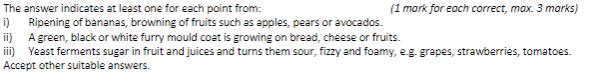 The answer indicates at least one for each point from: (1 mark for each correct, max. 3 marks)
i) Ripening of bananas, browning of fruits such as apples, pears or avocados.
ii) A green, black or white furry mould coat is growing on bread, cheese or fruits.
iii) Yeast ferments sugar in fruit and juices and turns them sour, fizzy and foamy, e.g. grapes, strawberries, tomatoes.
Accept other suitable answers.